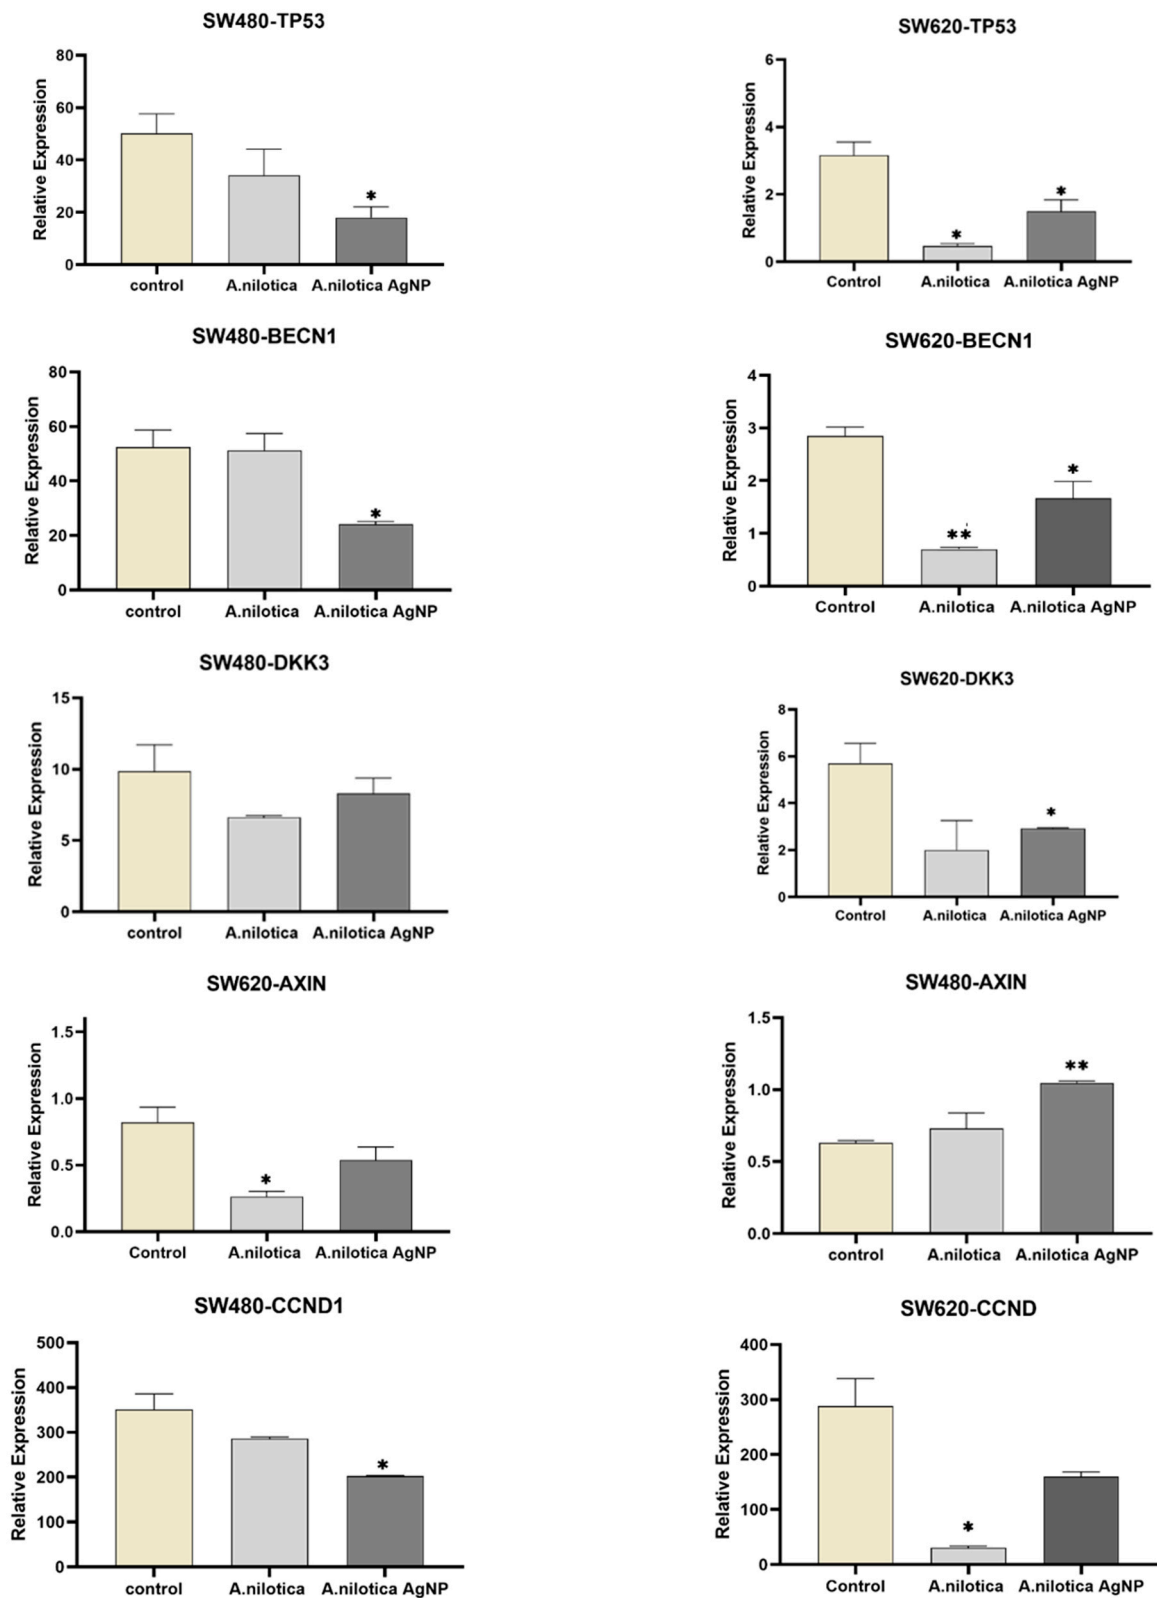 SW480-TP53
Relative Expression
80
60
40
20
0
*
control A.nilotica A.nilotica AgNP
SW620-TP53
Relative Expression
6
4
2
0
* *
Control A.nilotica A.nilotica AgNP
SW480-BECN1
Relative Expression
80
60
40
20
0
*
control A.nilotica A.nilotica AgNP
SW620-BECN1
Relative Expression
4
3
2
1
0
** *
Control A.nilotica A.nilotica AgNP
SW480-DKK3
Relative Expression
15
10
5
0
control A.nilotica A.nilotica AgNP
SW620-DKK3
Relative Expression
8
6
4
2
0
*
Control A.nilotica A.nilotica AgNP
SW620-AXIN
Relative Expression
1.5
1.0
0.5
0.0
*
Control A.nilotica A.nilotica AgNP
SW480-AXIN
Relative Expression
1.5
1.0
0.5
0.0
**
control A.nilotica A.nilotica AgNP
SW480-CCND1
Relative Expression
500
400
300
200
100
0
*
control A.nilotica A.nilotica AgNP
SW620-CCND
Relative Expression
400
300
200
100
0
*
Control A.nilotica A.nilotica AgNP